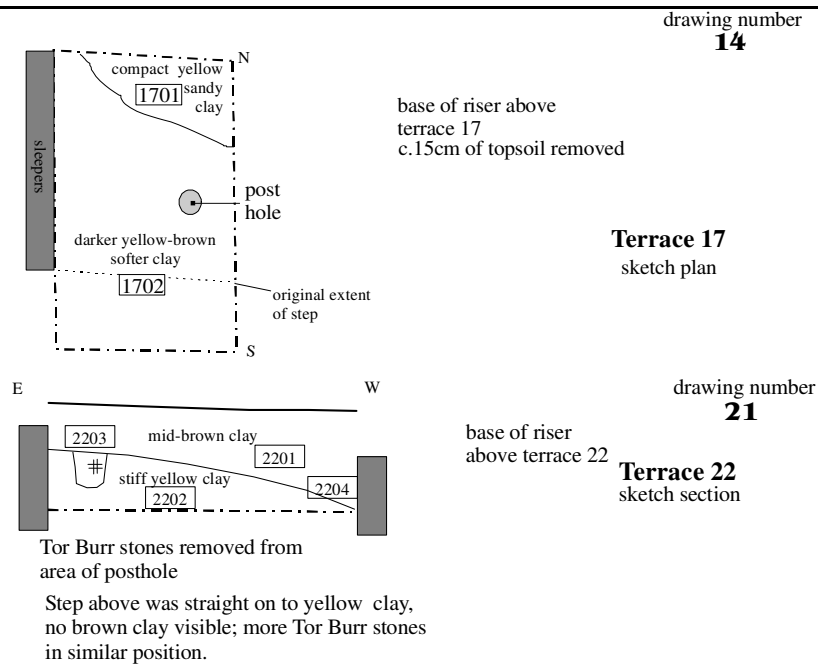 drawing number
14
N
compact yellow
1701 sandy
clay
base of riser above
terrace 17
c.15cm of topsoil removed
sleepers
post
hole
darker yellow-brown
softer clay
1702
original extent
of step
S
Terrace 17
sketch plan
E
W
drawing number
21
2203
mid-brown clay
2201
stiff yellow clay
2202
2204
base of riser
above terrace 22
Terrace 22
sketch section
Tor Burr stones removed from
area of posthole
Step above was straight on to yellow clay,
no brown clay visible; more Tor Burr stones
in similar position.